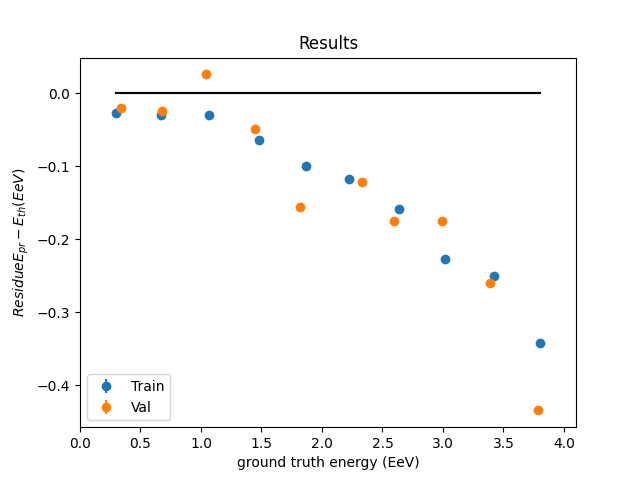 Results
0.0
−0.1
−0.2
−0.3
−0.4
ResidueE_{pr} − E_{th}(EeV)
Train
Val
0.0 0.5 1.0 1.5 2.0 2.5 3.0 3.5 4.0
ground truth energy (EeV)